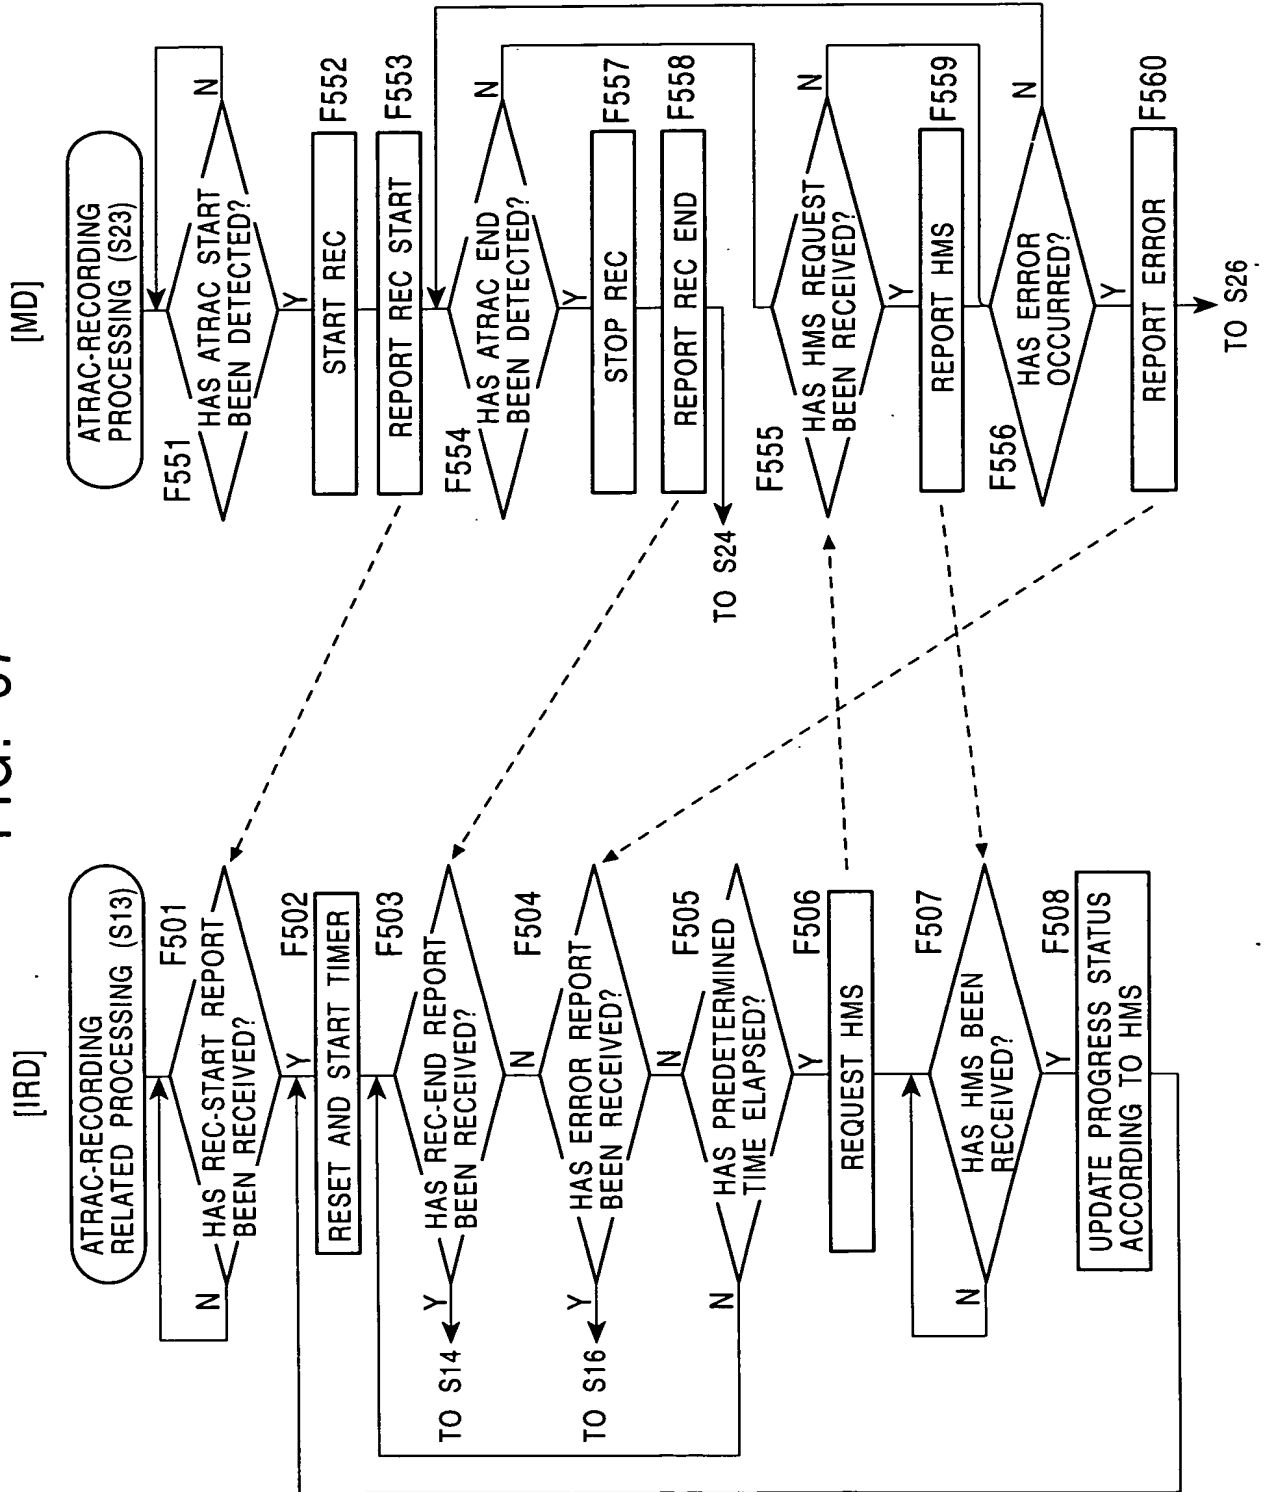 [IRD]
ATRAC-RECORDING
RELATED PROCESSING (S13)
F501
HAS REC-START REPORT
BEEN RECEIVED?
N
Y
F502
RESET AND START TIMER
F503
HAS REC-END REPORT
BEEN RECEIVED?
Y
TO S14
N
F504
HAS ERROR REPORT
BEEN RECEIVED?
Y
TO S16
N
F505
HAS PREDETERMINED
TIME ELAPSED?
N
Y
F506
REQUEST HMS
F507
HAS HMS BEEN
RECEIVED?
N
Y
F508
UPDATE PROGRESS STATUS
ACCORDING TO HMS
[MD]
ATRAC-RECORDING
PROCESSING (S23)
F551
HAS ATRAC START
BEEN DETECTED?
N
Y
START REC
F552
REPORT REC START
F553
F554
HAS ATRAC END
BEEN DETECTED?
N
Y
STOP REC
F557
REPORT REC END
F558
TO S24
F555
HAS HMS REQUEST
BEEN RECEIVED?
N
Y
REPORT HMS
F559
F556
HAS ERROR
OCCURRED?
N
Y
REPORT ERROR
F560
TO S26